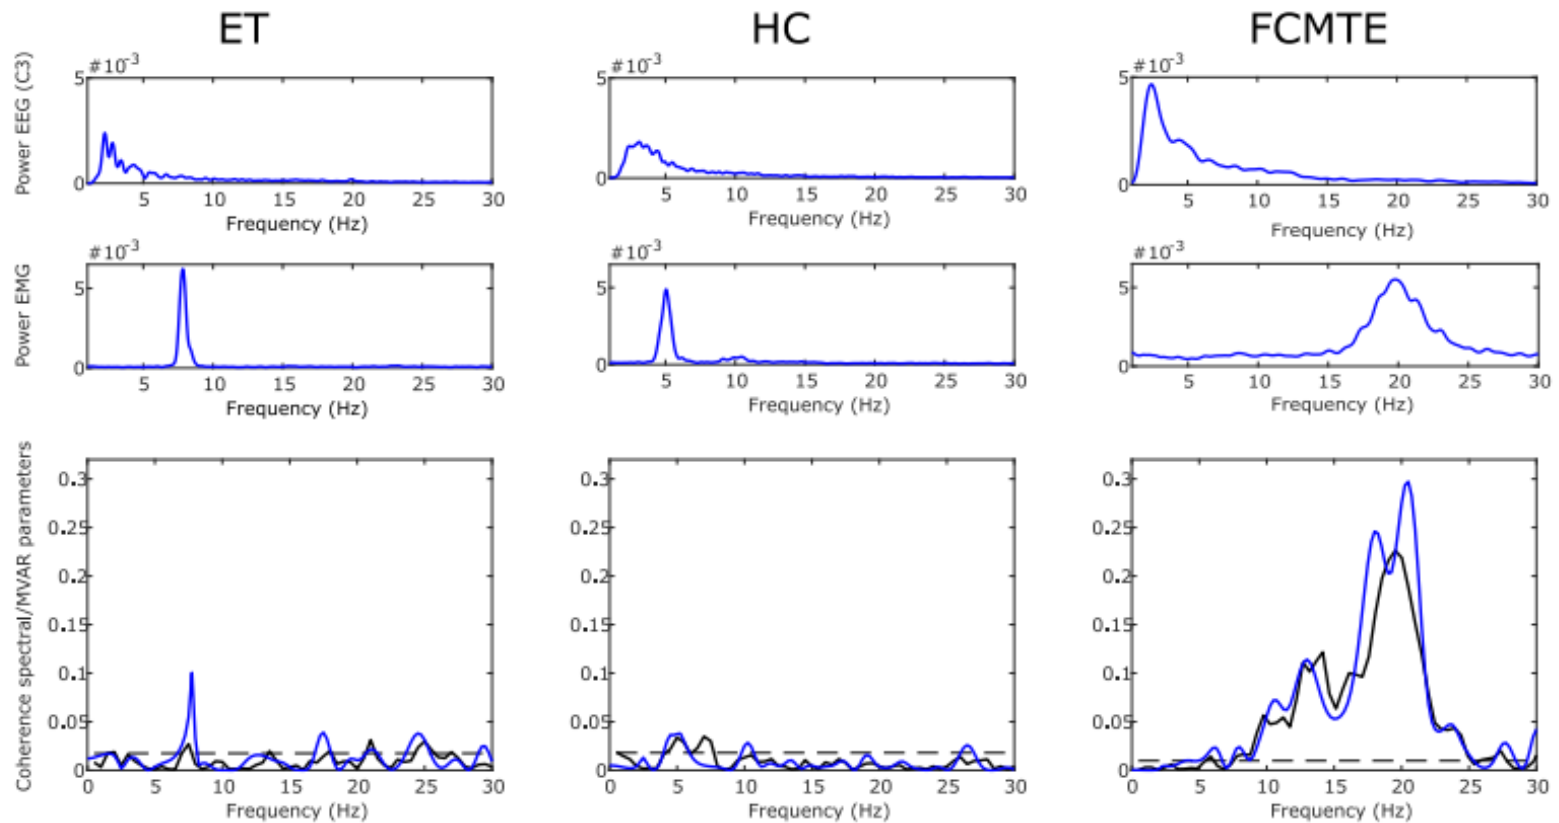 ET HC FCMTE
Power EEG (C3)
#10-3 #10-3 #10-3
5 5 5
0 0 0
5 10 15 20 25 30 5 10 15 20 25 30 5 10 15 20 25 30
Frequency (Hz) Frequency (Hz) Frequency (Hz)
Power EMG
#10-3 #10-3 #10-3
5 5 5
0 0 0
5 10 15 20 25 30 5 10 15 20 25 30 5 10 15 20 25 30
Frequency (Hz) Frequency (Hz) Frequency (Hz)
Coherence spectral/MVAR parameters
0.3 0.3 0.3
0.25 0.25 0.25
0.2 0.2 0.2
0.15 0.15 0.15
0.1 0.1 0.1
0.05 0.05 0.05
0 0 0
0 5 10 15 20 25 30 0 5 10 15 20 25 30 0 5 10 15 20 25 30
Frequency (Hz) Frequency (Hz) Frequency (Hz)